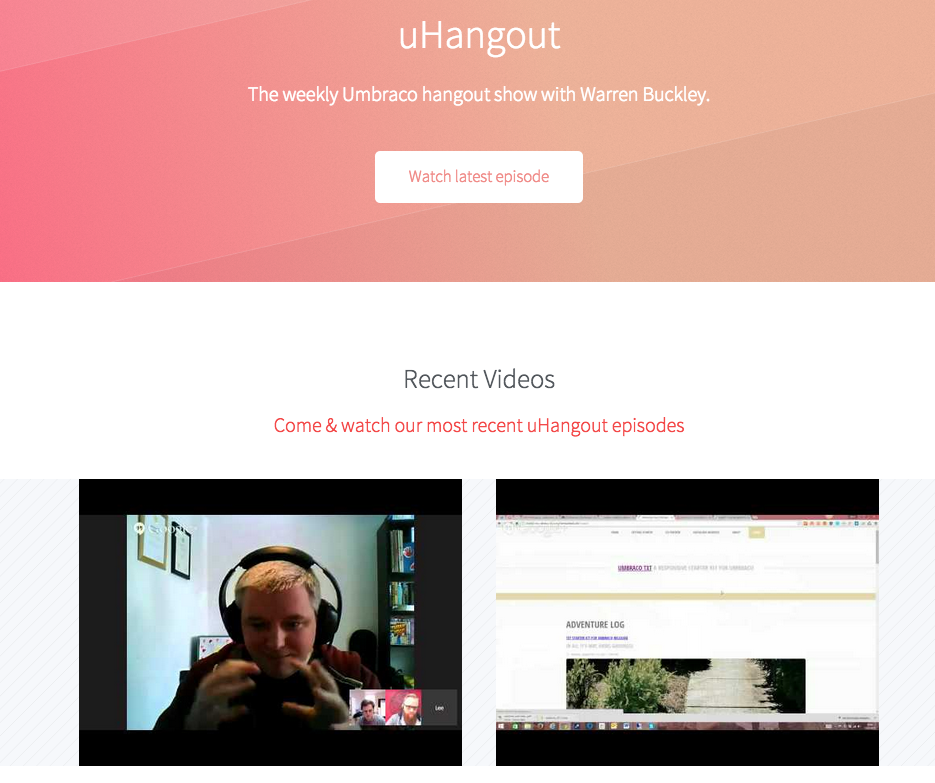 uHangout
The weekly Umbraco hangout show with Warren Buckley.
Watch latest episode
Recent Videos
Come & watch our most recent uHangout episodes
Google
Lee
UMBRACO TXT A RESPONSIVE STARTER KIT FOR UMBRACO
ADVENTURE LOG